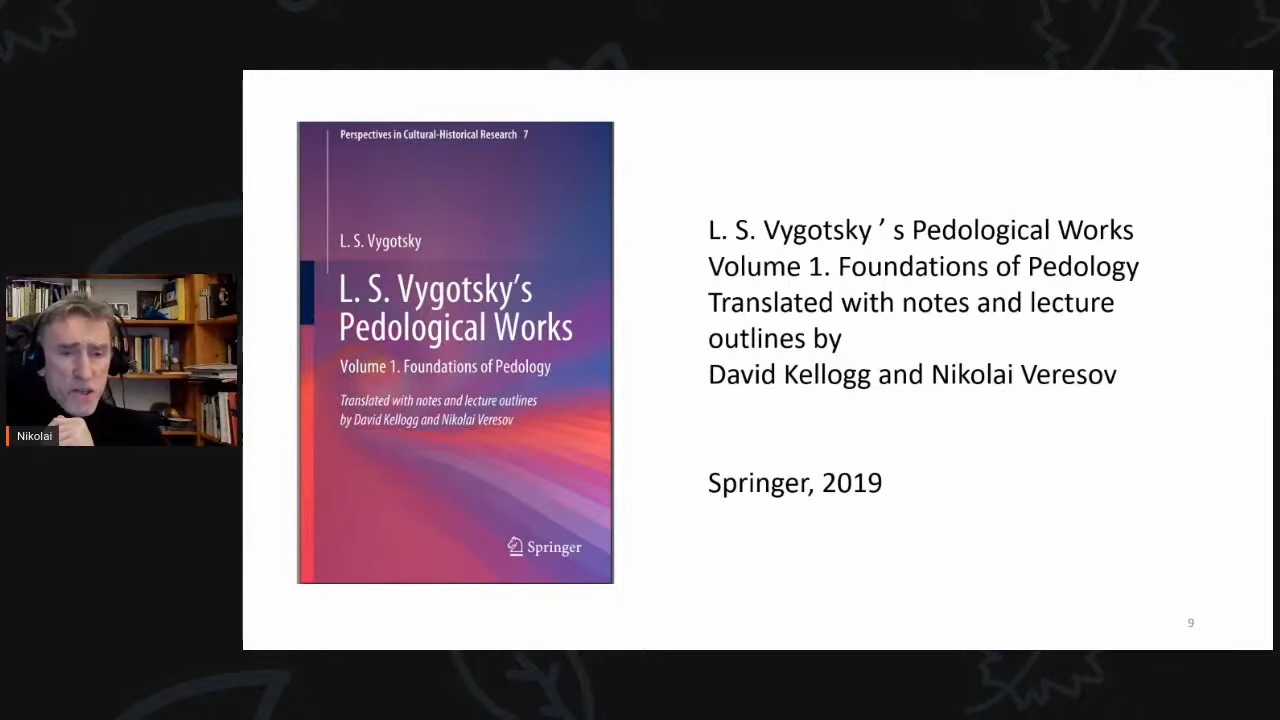 Perspectives in Cultural-Historical Research 7
L. S. Vygotsky
L. S. Vygotsky's
Pedological Works
Volume 1. Foundations of Pedology
Translated with notes and lecture outlines
by David Kellogg and Nikolai Veresov
Springer
L. S. Vygotsky ’ s Pedological Works
Volume 1. Foundations of Pedology
Translated with notes and lecture
outlines by
David Kellogg and Nikolai Veresov
Springer, 2019
9
Nikolai